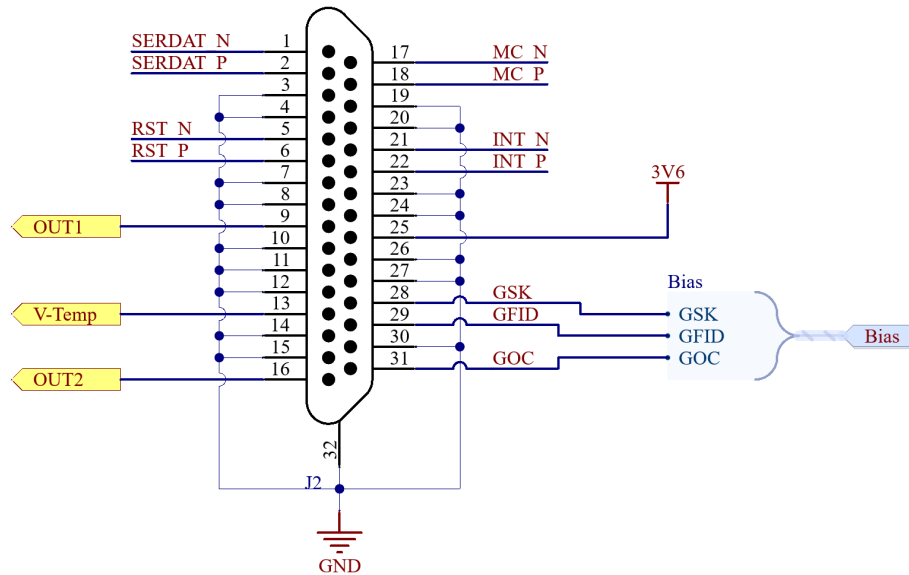 SERDAT_N 1
SERDAT_P 2
3
4
RST_N 5
RST_P 6
7
8
OUT1 9
10
11
12
V-Temp 13
14
15
OUT2 16
17 MC_N
18 MC_P
19
20
21 INT_N
22 INT_P
23
24
25 3V6
26
27
28 GSK
29 GFID
30
31 GOC
Bias
GSK
GFID
GOC
Bias
32
J2
GND